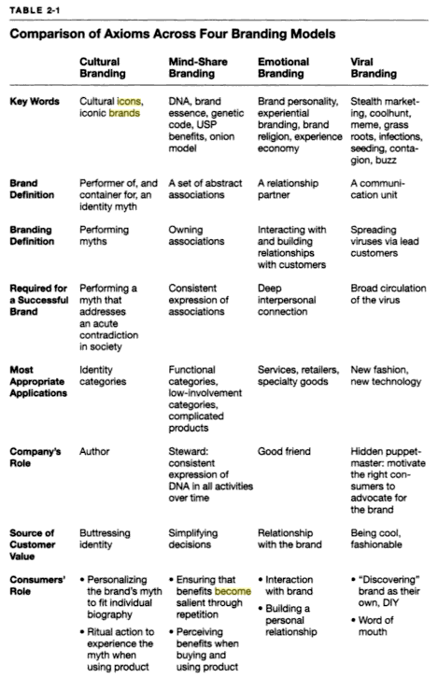 TABLE 2-1
Comparison of Axioms Across Four Branding Models
Cultural Branding
Mind-Share Branding
Emotional Branding
Viral Branding
Key Words
Cultural icons, iconic brands
DNA, brand essence, genetic code, USP benefits, onion model
Brand personality, experiential branding, brand religion, experience economy
Stealth marketing, coolhunt, meme, grass roots, infections, seeding, contagion, buzz
Brand Definition
Performer of, and container for, an identity myth
A set of abstract associations
A relationship partner
A communication unit
Branding Definition
Performing myths
Owning associations
Interacting with and building relationships with customers
Spreading viruses via lead customers
Required for a Successful Brand
Performing a myth that addresses an acute contradiction in society
Consistent expression of associations
Deep interpersonal connection
Broad circulation of the virus
Most Appropriate Applications
Identity categories
Functional categories, low-involvement categories, complicated products
Services, retailers, specialty goods
New fashion, new technology
Company's Role
Author
Steward: consistent expression of DNA in all activities over time
Good friend
Hidden puppetmaster: motivate the right consumers to advocate for the brand
Source of Customer Value
Buttressing identity
Simplifying decisions
Relationship with the brand
Being cool, fashionable
Consumers' Role
• Personalizing the brand's myth to fit individual biography
• Ritual action to experience the myth when using product
• Ensuring that benefits become salient through repetition
• Perceiving benefits when buying and using product
• Interaction with brand
• Building a personal relationship
• "Discovering" brand as their own, DIY
• Word of mouth